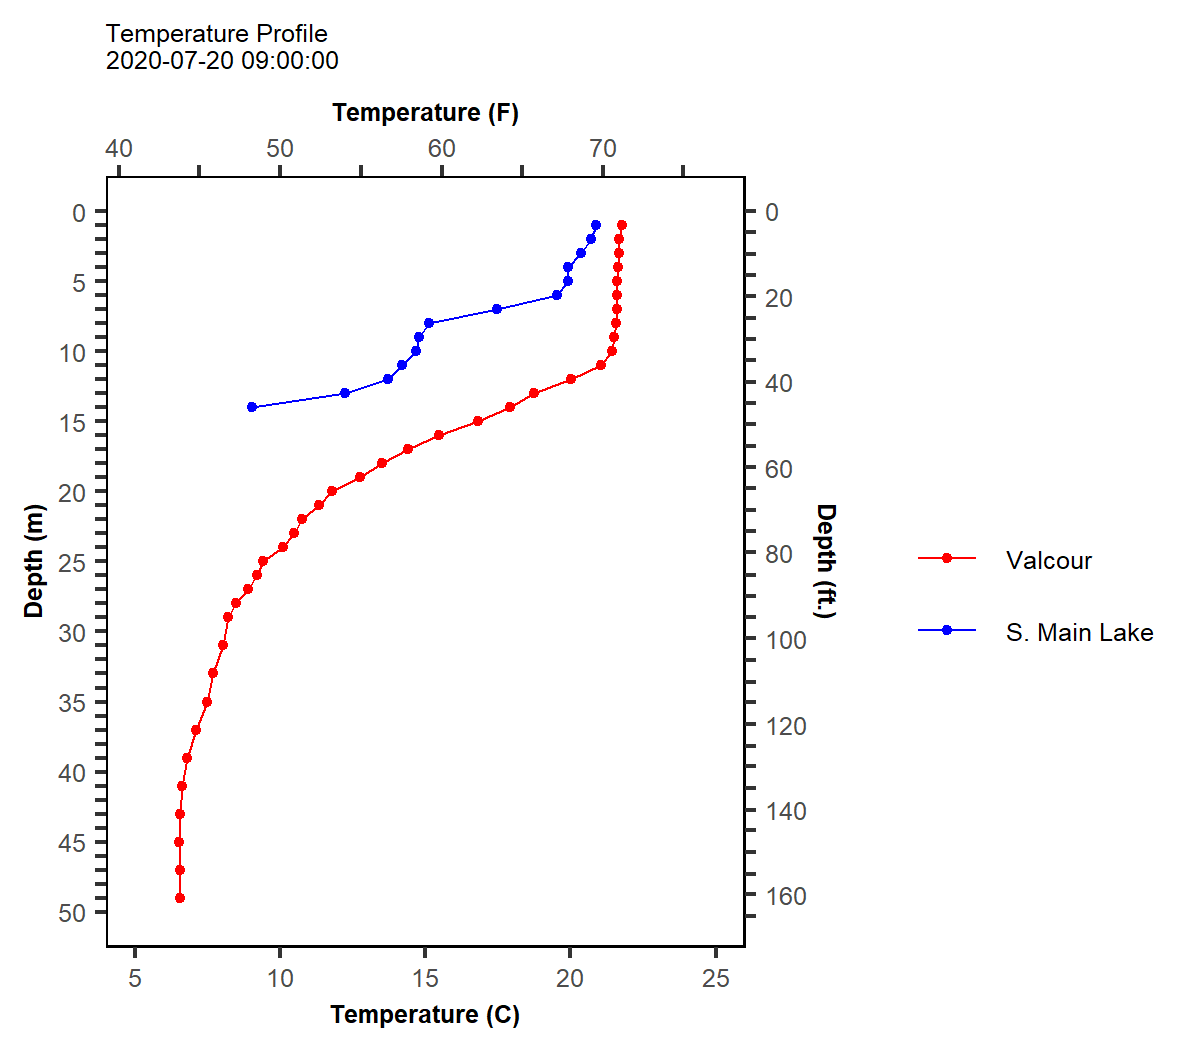 Temperature Profile
2020-07-20 09:00:00
Temperature (F)
40 50 60 70
0
5
10
15
20
25
30
35
40
45
50
Depth (m)
0
20
40
60
80
100
120
140
160
Depth (ft.)
Valcour
S. Main Lake
5 10 15 20 25
Temperature (C)